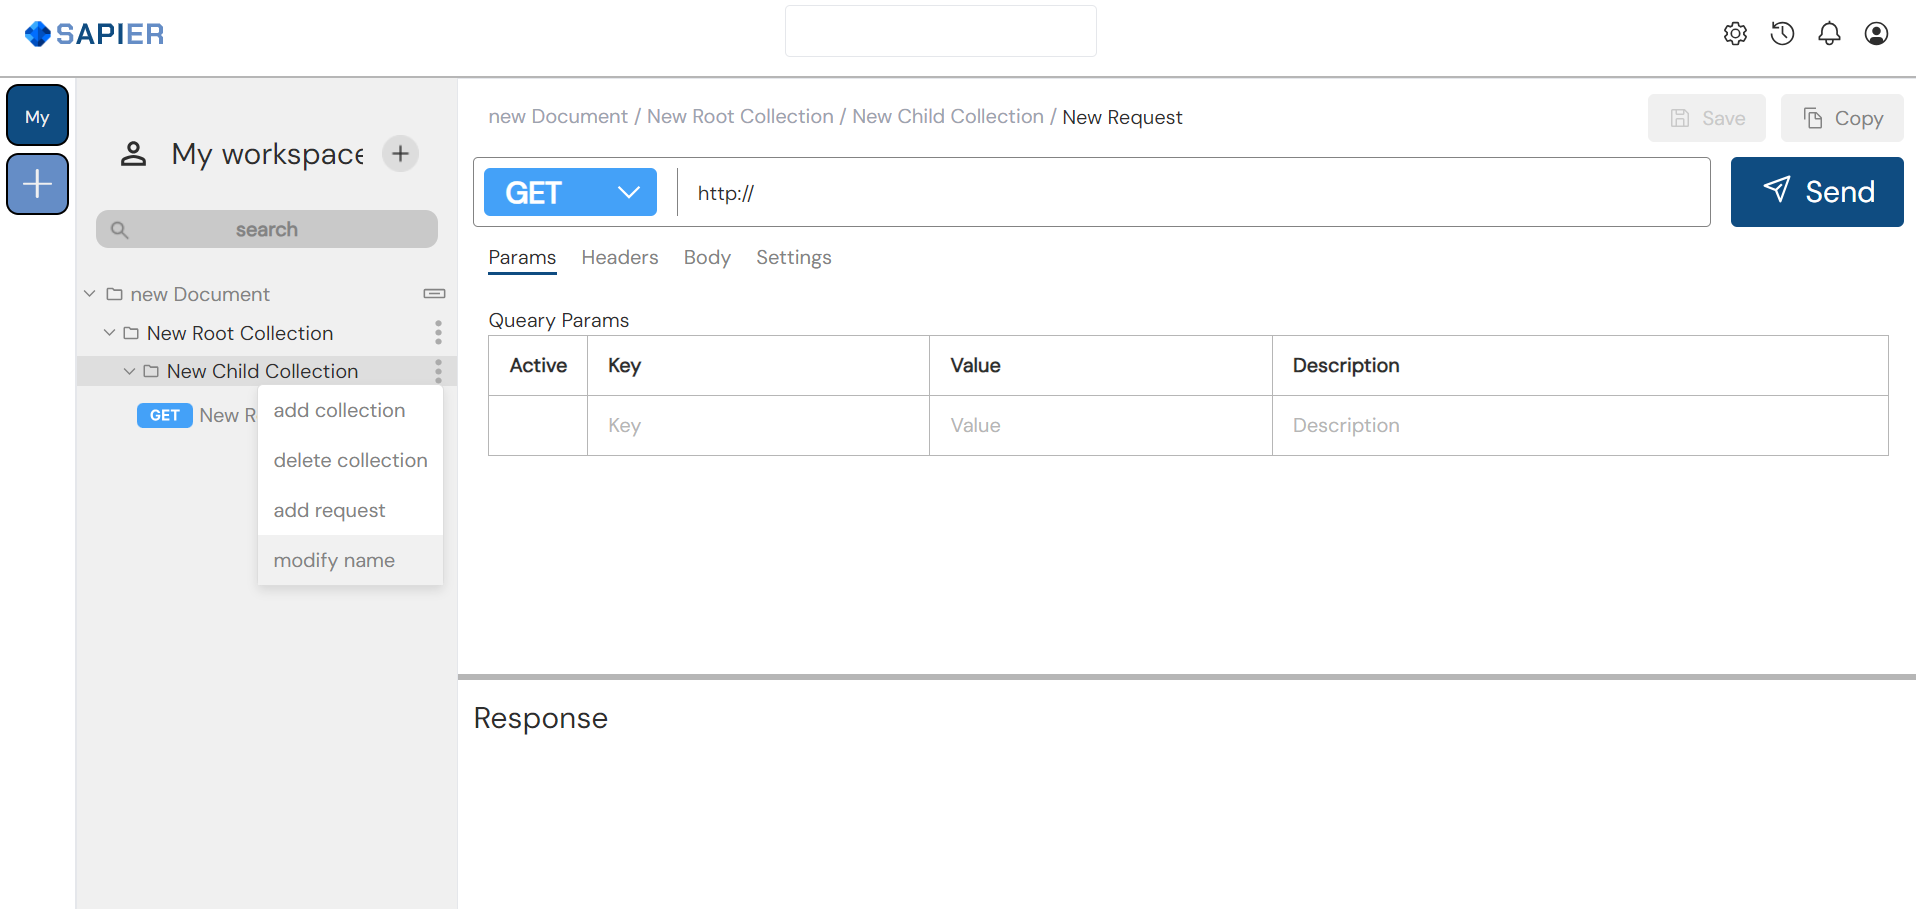 SAPIER
My
My workspace
search
new Document
New Root Collection
New Child Collection
GET New R
add collection
delete collection
add request
modify name
new Document / New Root Collection / New Child Collection / New Request
Save
Copy
GET
http://
Send
Params Headers Body Settings
Queary Params
Active Key Value Description
Key Value Description
Response